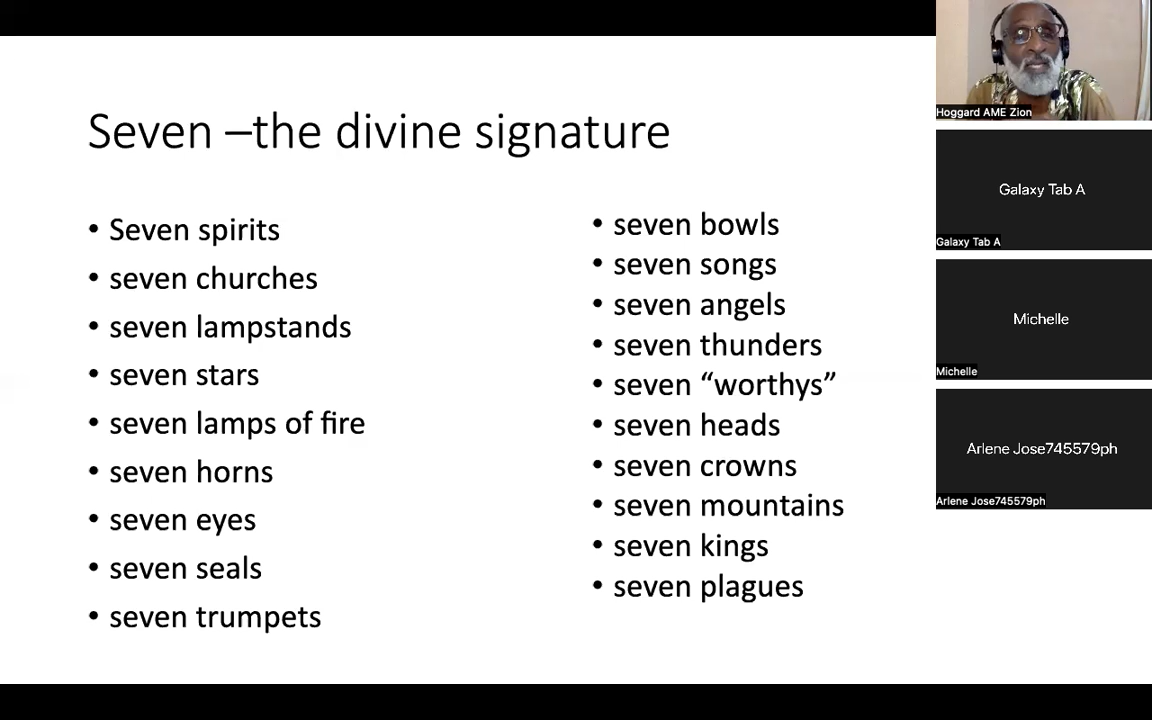 Seven –the divine signature
• Seven spirits
• seven churches
• seven lampstands
• seven stars
• seven lamps of fire
• seven horns
• seven eyes
• seven seals
• seven trumpets
• seven bowls
• seven songs
• seven angels
• seven thunders
• seven “worthys”
• seven heads
• seven crowns
• seven mountains
• seven kings
• seven plagues
Hoggard AME Zion
Galaxy Tab A
Galaxy Tab A
Michelle
Michelle
Arlene Jose745579ph
Arlene Jose745579ph